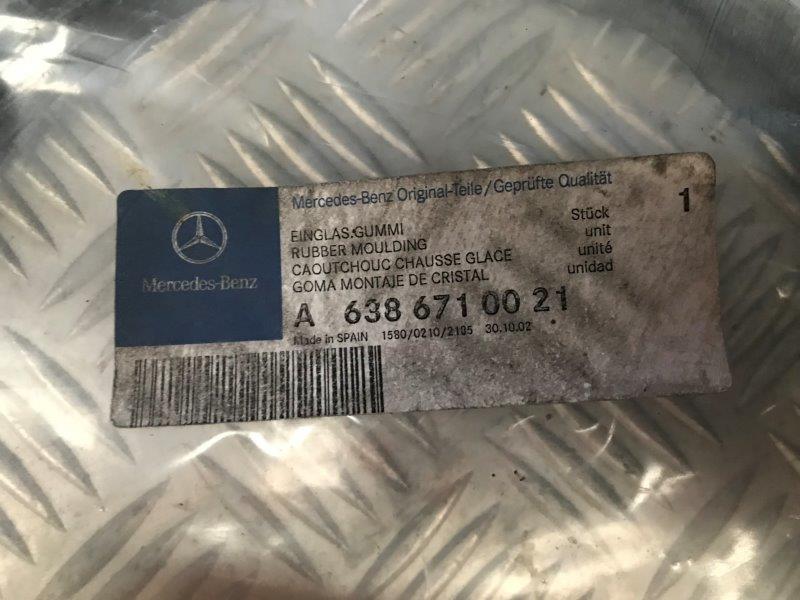 Mercedes-Benz Original-Teile/Geprüfte Qualität
Mercedes-Benz
EINGLAS.GUMMI
RUBBER MOULDING
CAOUTCHOUC CHAUSSE GLACE
GOMA MONTAJE DE CRISTAL
Stück
unit
unité
unidad
1
A 638 671 00 21
Made in SPAIN 1580/0210/2105 30.10.02